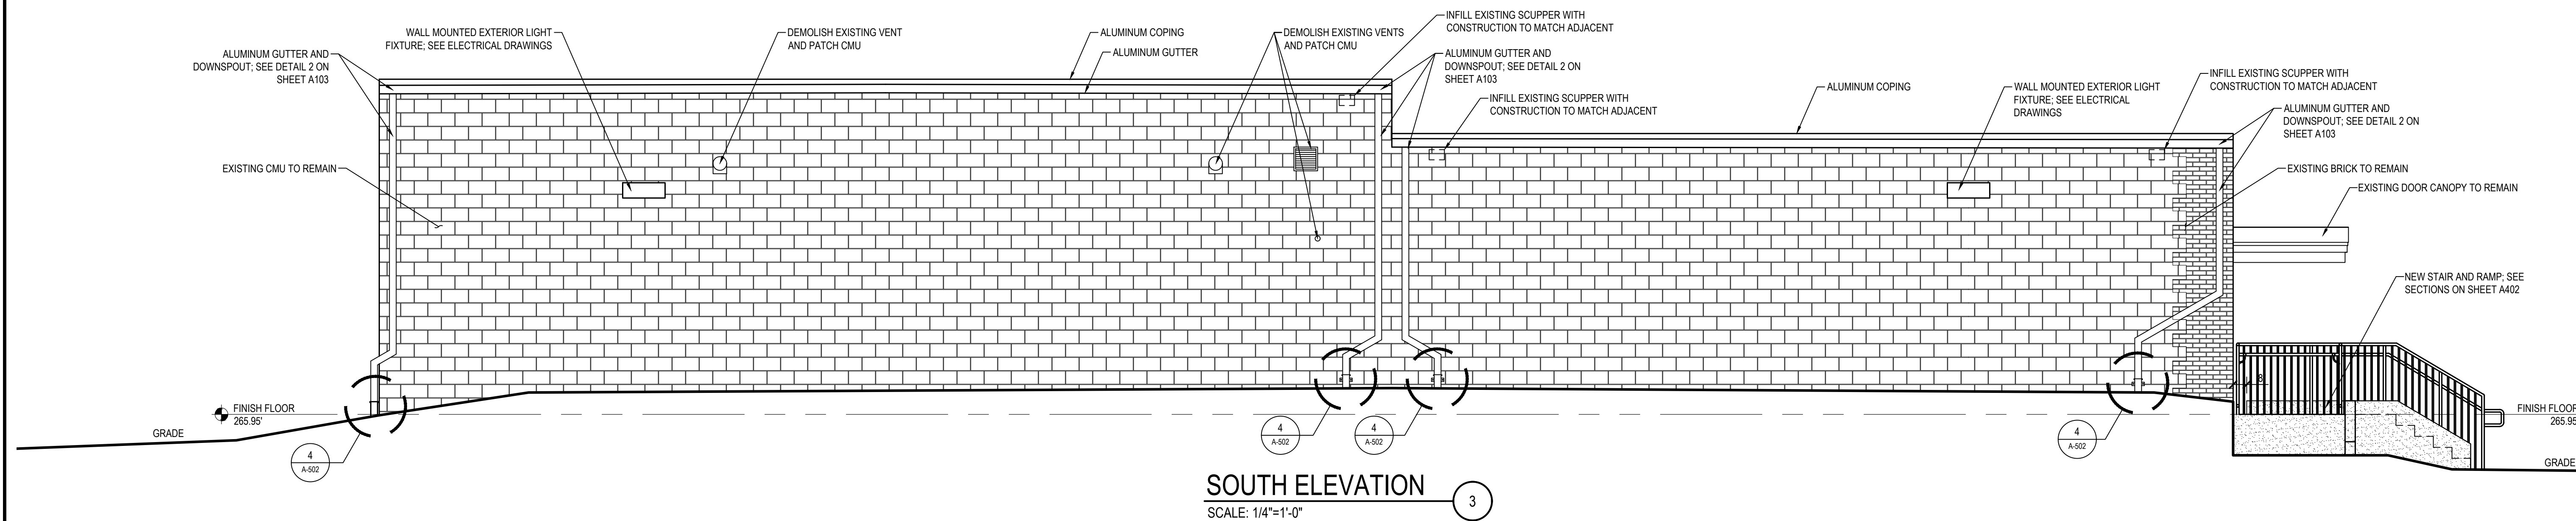 ALUMINUM GUTTER AND
DOWNSPOUT; SEE DETAIL 2 ON
SHEET A103
WALL MOUNTED EXTERIOR LIGHT
FIXTURE; SEE ELECTRICAL DRAWINGS
DEMOLISH EXISTING VENT
AND PATCH CMU
ALUMINUM COPING
ALUMINUM GUTTER
DEMOLISH EXISTING VENTS
AND PATCH CMU
INFILL EXISTING SCUPPER WITH
CONSTRUCTION TO MATCH ADJACENT
ALUMINUM GUTTER AND
DOWNSPOUT; SEE DETAIL 2 ON
SHEET A103
INFILL EXISTING SCUPPER WITH
CONSTRUCTION TO MATCH ADJACENT
ALUMINUM COPING
WALL MOUNTED EXTERIOR LIGHT
FIXTURE; SEE ELECTRICAL
DRAWINGS
INFILL EXISTING SCUPPER WITH
CONSTRUCTION TO MATCH ADJACENT
ALUMINUM GUTTER AND
DOWNSPOUT; SEE DETAIL 2 ON
SHEET A103
EXISTING CMU TO REMAIN
EXISTING BRICK TO REMAIN
EXISTING DOOR CANOPY TO REMAIN
NEW STAIR AND RAMP; SEE
SECTIONS ON SHEET A402
8
FINISH FLOOR
265.95'
GRADE
4
A-502
4
A-502
4
A-502
4
A-502
FINISH FLOOR
265.95
GRADE
SOUTH ELEVATION
3
SCALE: 1/4"=1'-0"